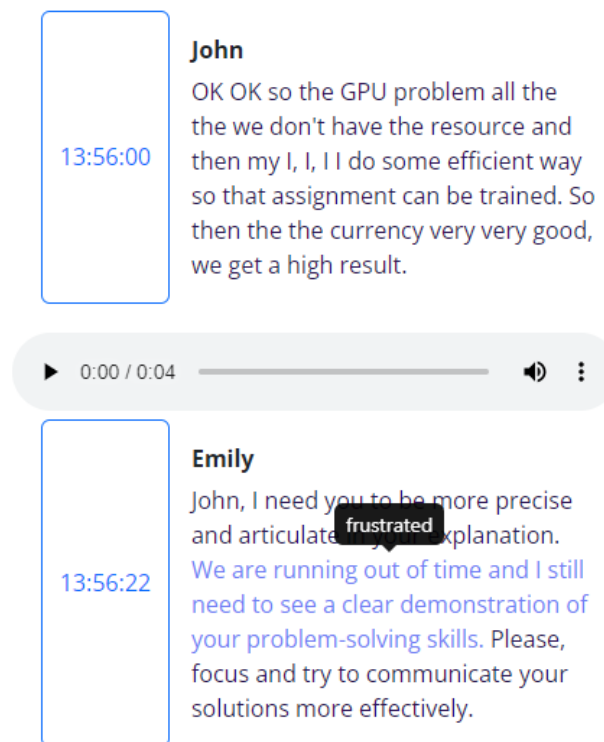 John
OK OK so the GPU problem all the
the we don't have the resource and
13:56:00
then my I, I, I I do some efficient way
so that assignment can be trained. So
then the the currency very very good,
we get a high result.
0:00 / 0:04
Emily
John, I need you to be more precise
and articulate in your explanation.
frustrated
We are running out of time and I still
13:56:22
need to see a clear demonstration of
your problem-solving skills. Please,
focus and try to communicate your
solutions more effectively.